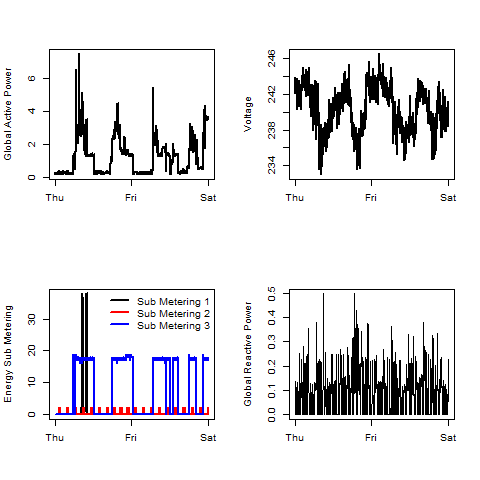 Global Active Power
6
4
2
0
Thu Fri Sat
Voltage
246
242
238
234
Thu Fri Sat
Energy Sub Metering
30
20
10
0
Sub Metering 1
Sub Metering 2
Sub Metering 3
Thu Fri Sat
Global Reactive Power
0.5
0.4
0.3
0.2
0.1
0.0
Thu Fri Sat